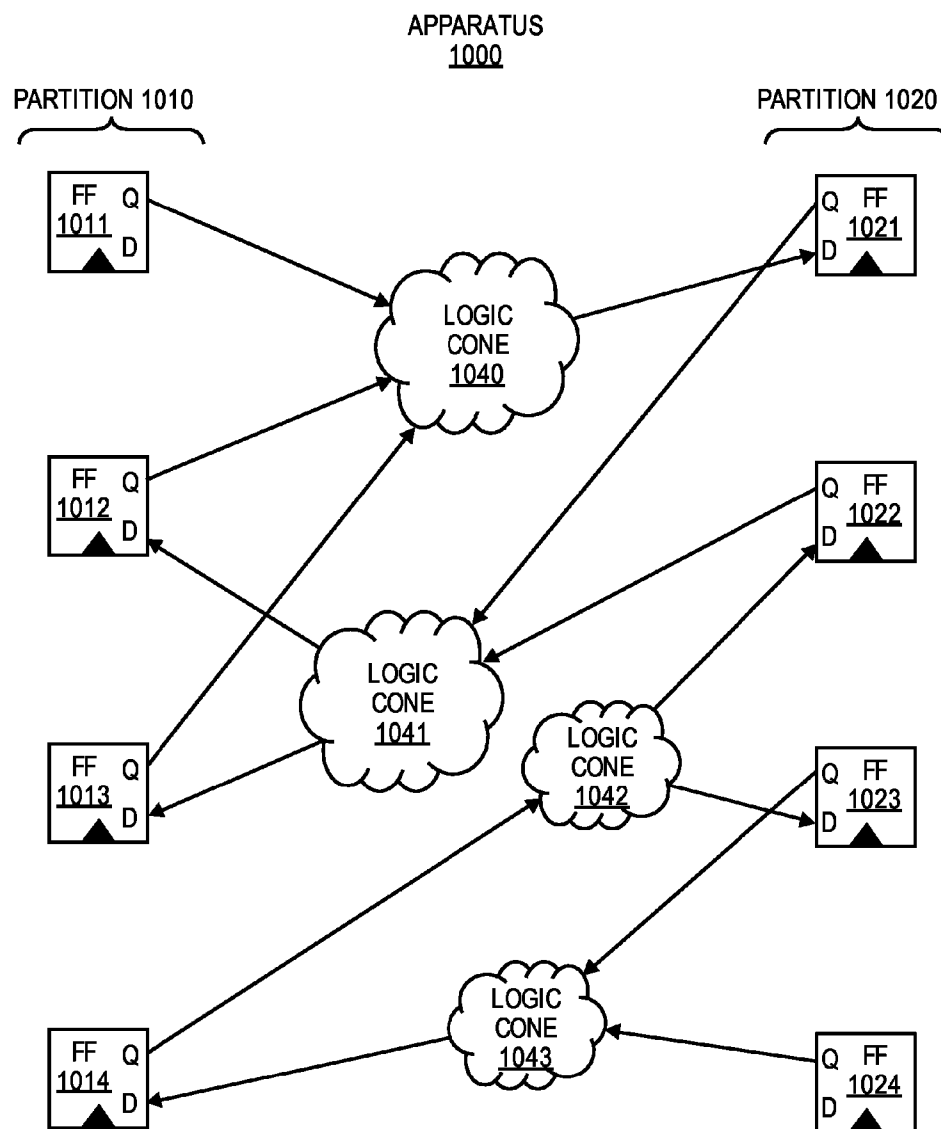 APPARATUS
1000
PARTITION 1010
PARTITION 1020
FF Q
1011
D
Q FF
1021
D
LOGIC
CONE
1040
FF Q
1012
D
Q FF
1022
D
LOGIC
CONE
1041
LOGIC
CONE
1042
FF Q
1013
D
Q FF
1023
D
LOGIC
CONE
1043
FF Q
1014
D
Q FF
1024
D